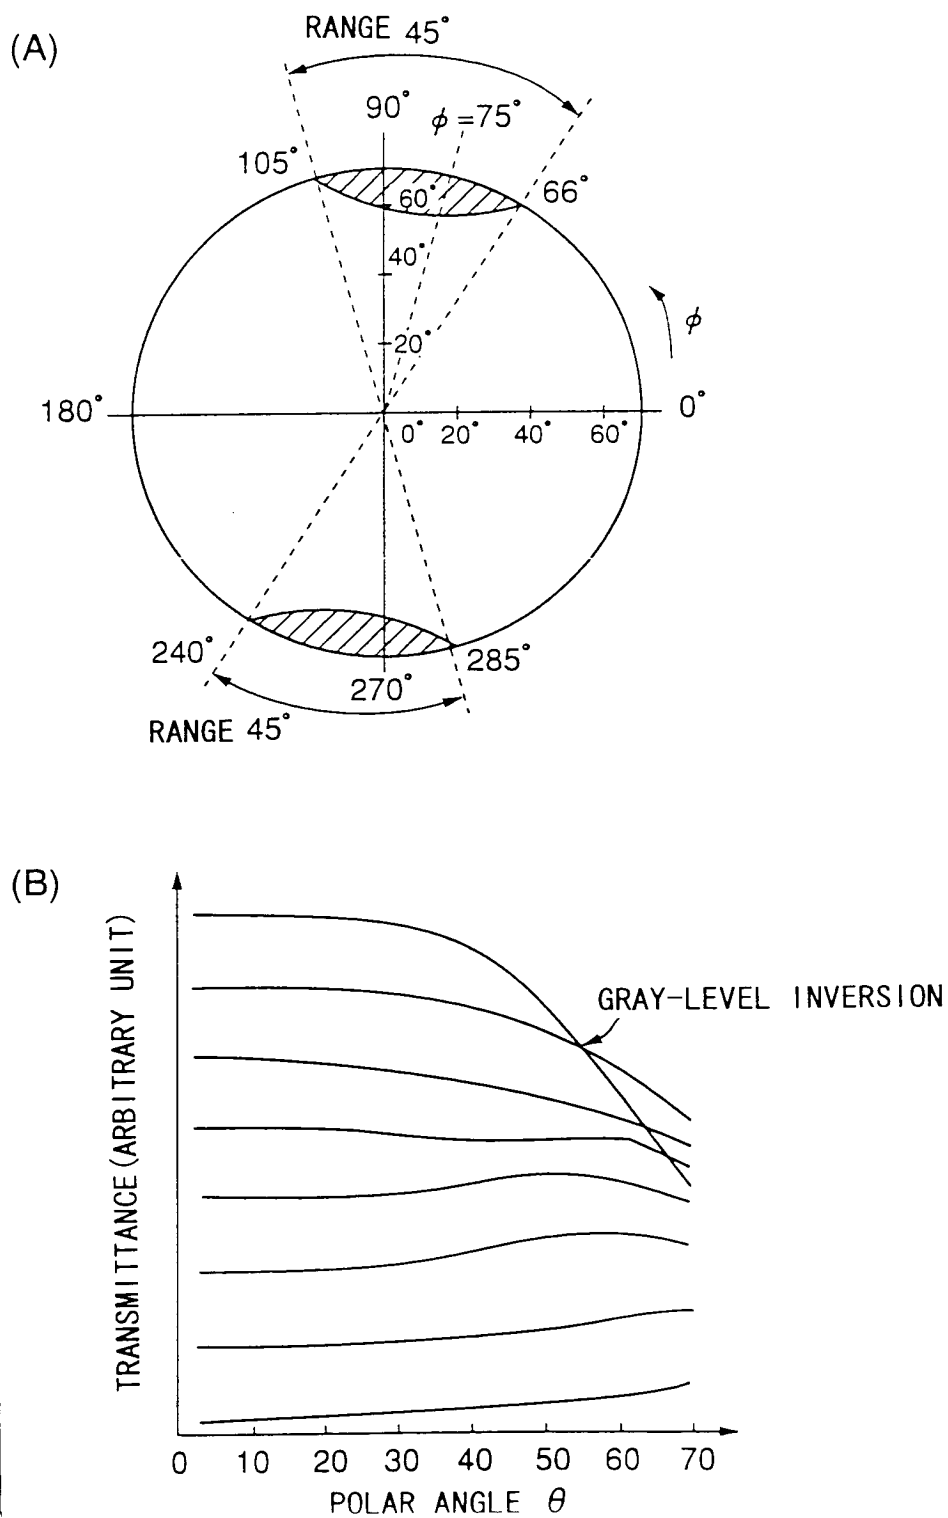 (A)
RANGE 45°
90°
φ=75°
105°
66°
60°
40°
20°
φ
180°
0°
0° 20° 40° 60°
240°
285°
270°
RANGE 45°
(B)
TRANSMITTANCE (ARBITRARY UNIT)
GRAY-LEVEL INVERSION
0 10 20 30 40 50 60 70
POLAR ANGLE θ